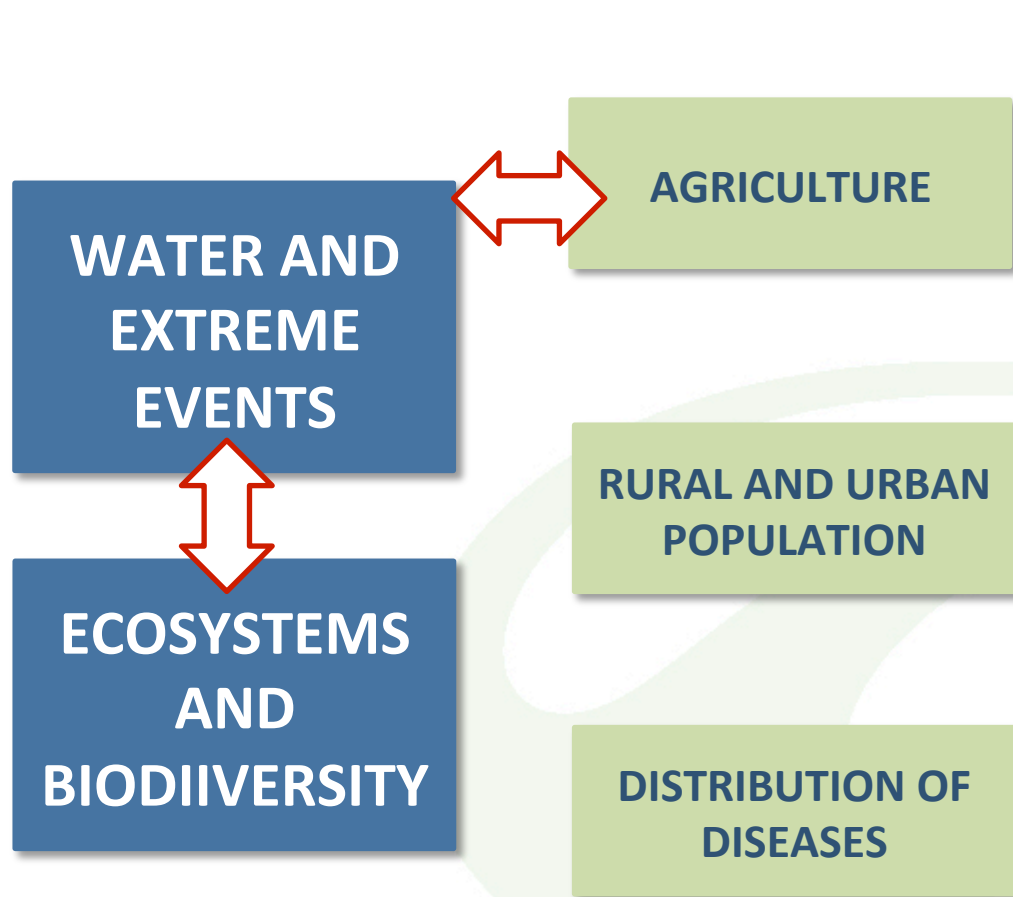 WATER AND
EXTREME
EVENTS
ECOSYSTEMS
AND
BIODIIVERSITY
AGRICULTURE
RURAL AND URBAN
POPULATION
DISTRIBUTION OF
DISEASES